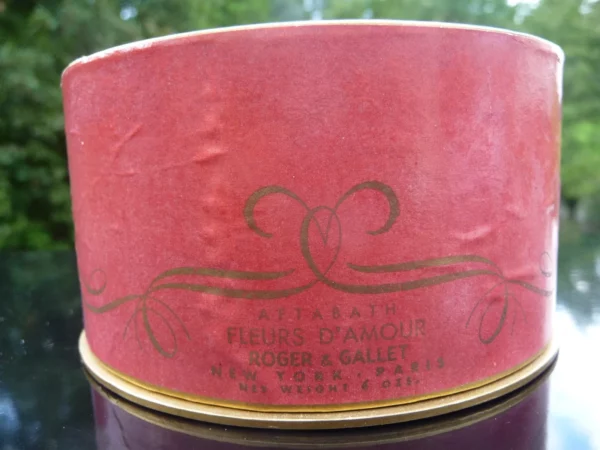 AFTABATH
FLEURS D'AMOUR
ROGER & GALLET
NEW YORK · PARIS
NET WEIGHT 6 OZS.